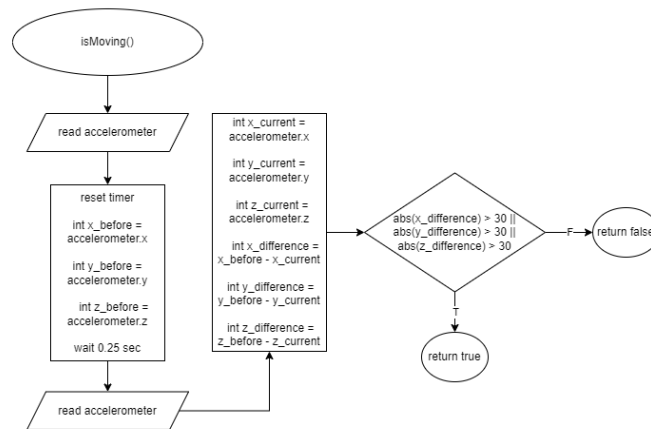 isMoving()
read accelerometer
reset timer
int x_before =
accelerometer.x
int y_before =
accelerometer.y
int z_before =
accelerometer.z
wait 0.25 sec
read accelerometer
int x_current =
accelerometer.x
int y_current =
accelerometer.y
int z_current =
accelerometer.z
int x_difference =
x_before - x_current
int y_difference =
y_before - y_current
int z_difference =
z_before - z_current
abs(x_difference) > 30 ||
abs(y_difference) > 30 ||
abs(z_difference) > 30
F
return false
T
return true